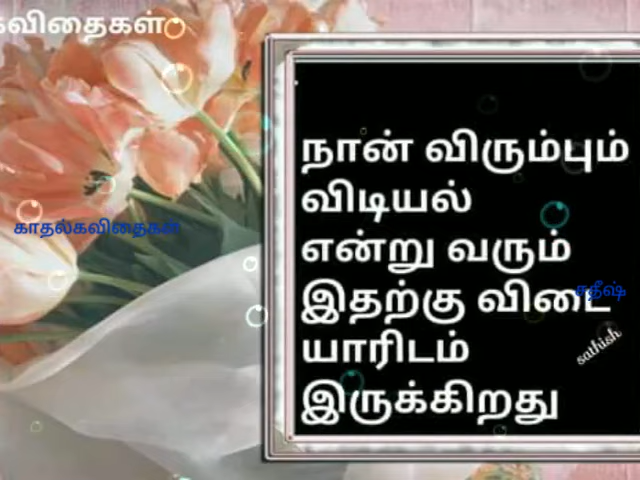 கவிதைகள்
நான் விரும்பும்
விடியல்
காதல்கவிதைகள்
என்று வரும்
இதற்கு விடை
சதீஷ்
யாரிடம்
sathish
இருக்கிறது